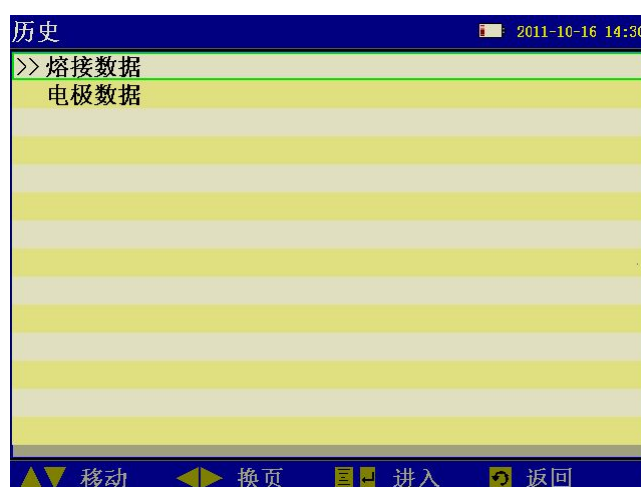 历史 2011-10-16 14:30
>> 熔接数据
电极数据
移动 换页 进入 返回